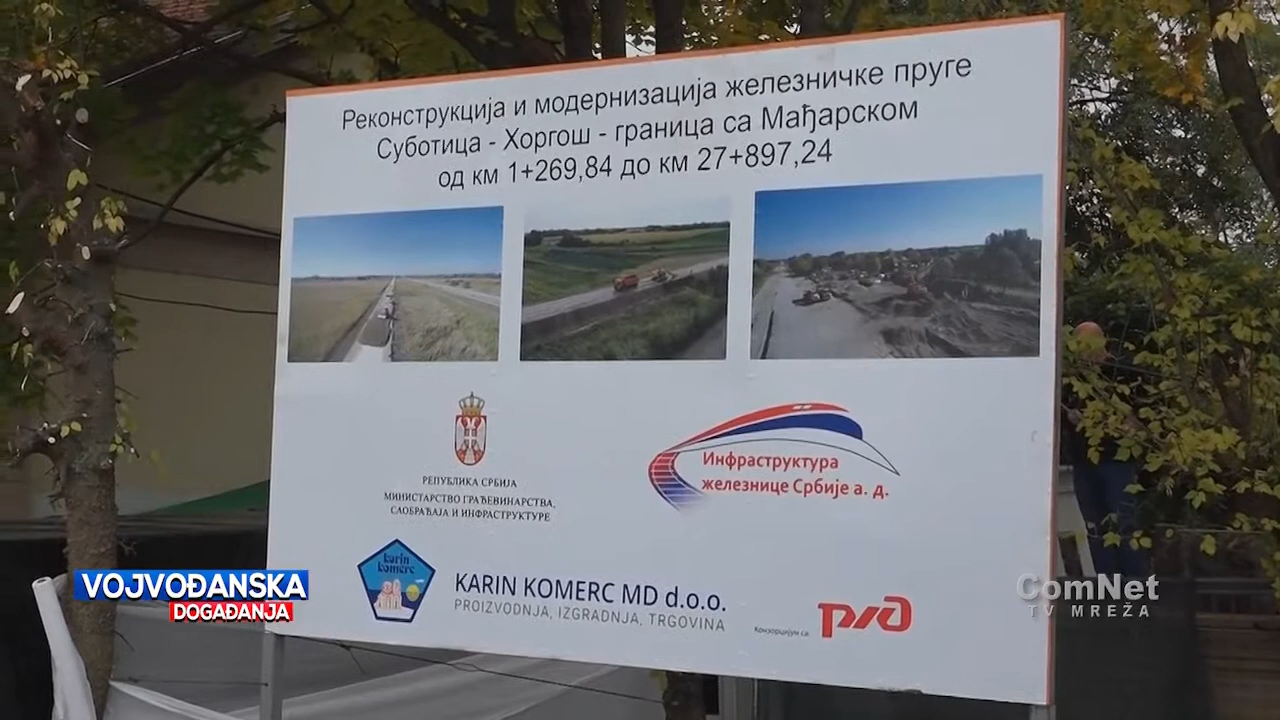 Реконструкција и модернизација железничке пруге
Суботица - Хоргош - граница са Мађарском
од км 1+269,84 до км 27+897,24
РЕПУБЛИКА СРБИЈА
МИНИСТАРСТВО ГРАЂЕВИНАРСТВА,
САОБРАЋАЈА И ИНФРАСТРУКТУРЕ
Инфраструктура
железнице Србије а. д.
karin
komerc
KARIN KOMERC MD d.o.o.
PROIZVODNJA, IZGRADNJA, TRGOVINA
Конзорцијум са
ржд
VOJVOĐANSKA
DOGAĐANJA
ComNet
TV MREŽA